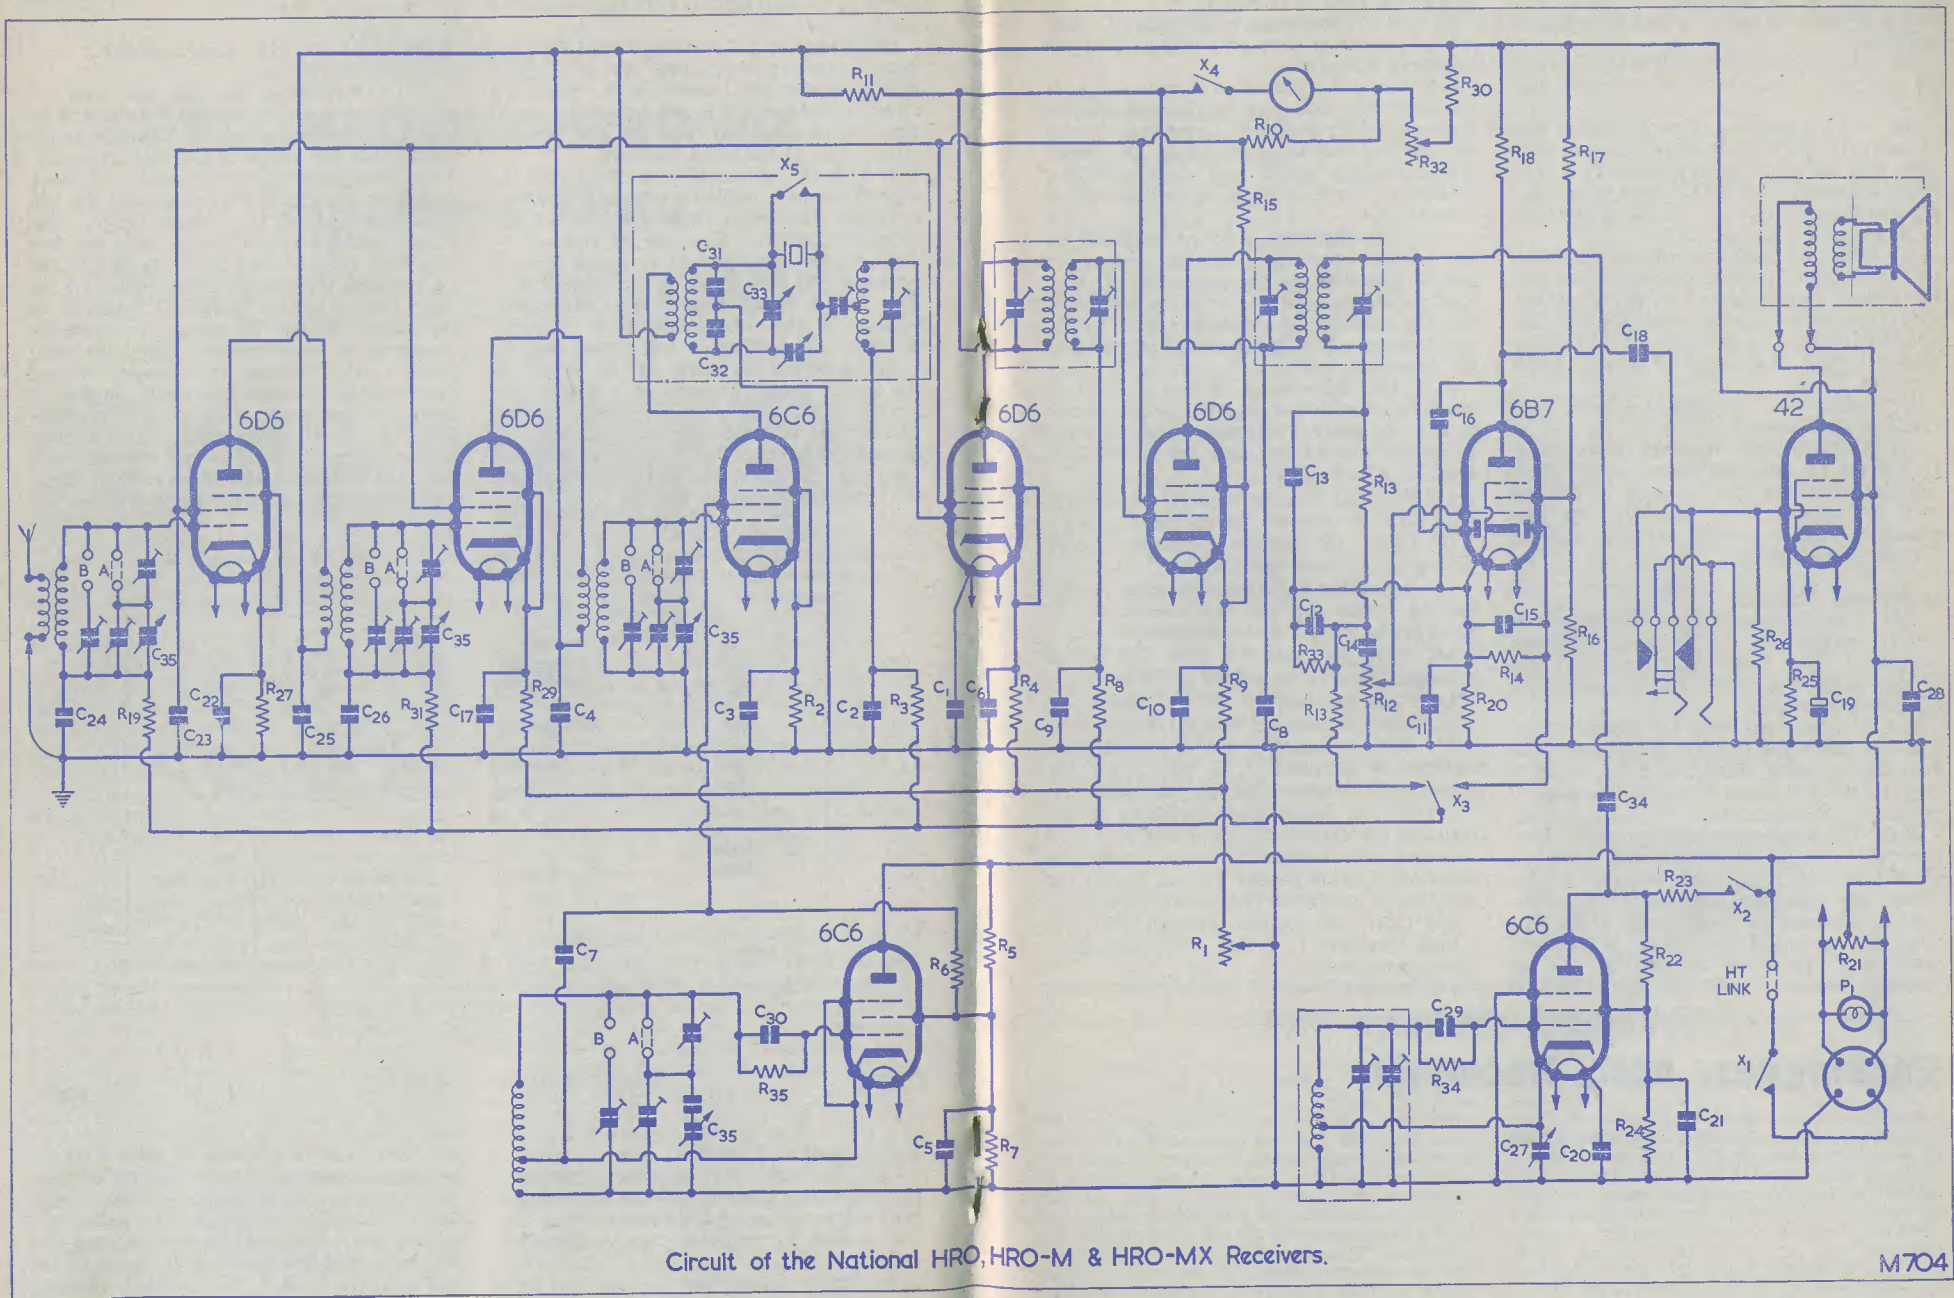 R11
X4
R30
R10
R32
R18
R17
X5
R15
C31
C33
C32
C18
6D6
6D6
6C6
6D6
6D6
C16
6B7
42
C13
R13
B
A
B
A
B
A
C35
C35
C35
C12
C14
C15
R16
R33
R14
R26
C24
R19
C23
C22
R27
C25
C26
R31
C17
R29
C4
C3
R2
C2
R3
C1
C6
R4
C9
R8
C10
R9
C8
R13
R12
C11
R20
R25
C19
C28
X3
C34
R23
X2
6C6
C7
R6
R5
R1
6C6
R22
R21
HT
LINK
P1
B
A
C30
R35
C29
R34
X1
C35
C5
R7
C27
C20
R24
C21
Circuit of the National HRO, HRO-M & HRO-MX Receivers.
M704